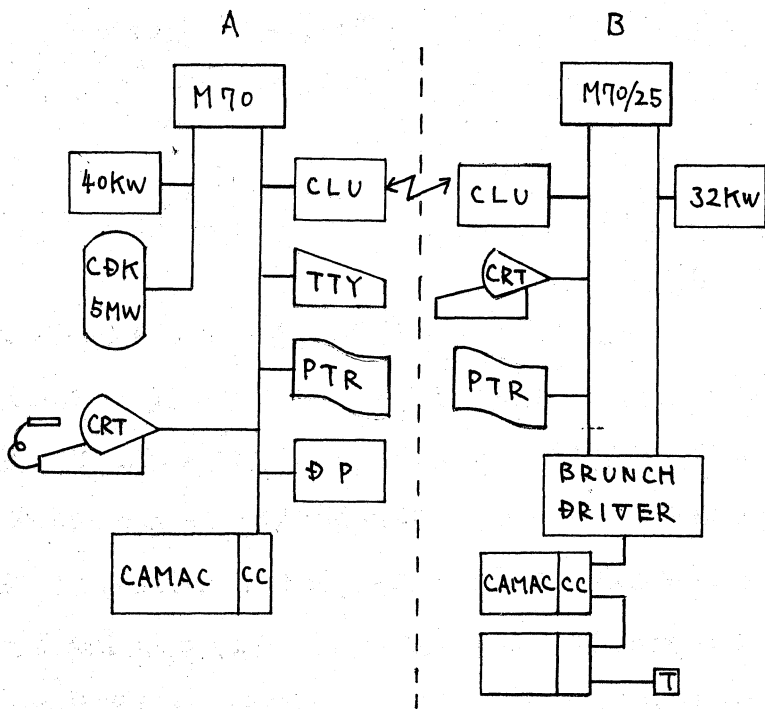 A
M70
40KW
CLU
CDK
5MW
TTY
PTR
CRT
DP
CAMAC CC
B
M70/25
CLU
32KW
CRT
PTR
BRUNCH
DRIVER
CAMAC CC
T